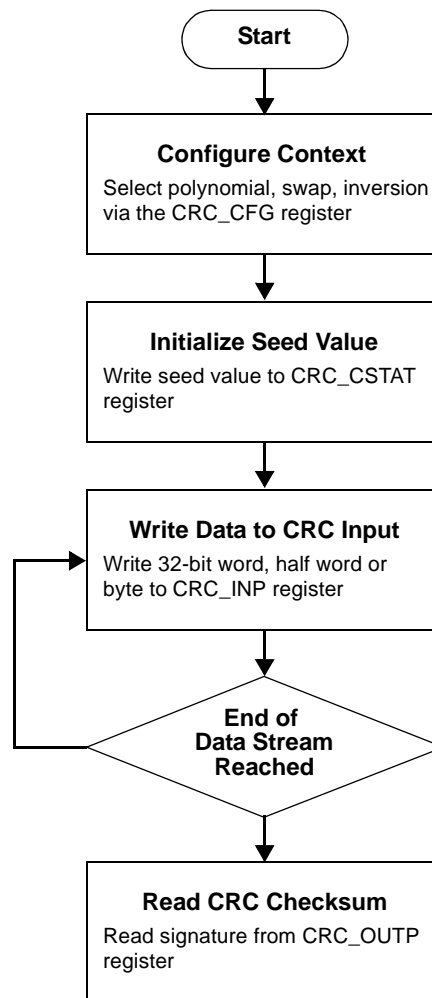 Start
Configure Context
Select polynomial, swap, inversion
via the CRC_CFG register
Initialize Seed Value
Write seed value to CRC_CSTAT
register
Write Data to CRC Input
Write 32-bit word, half word or
byte to CRC_INP register
End of
Data Stream
Reached
Read CRC Checksum
Read signature from CRC_OUTP
register